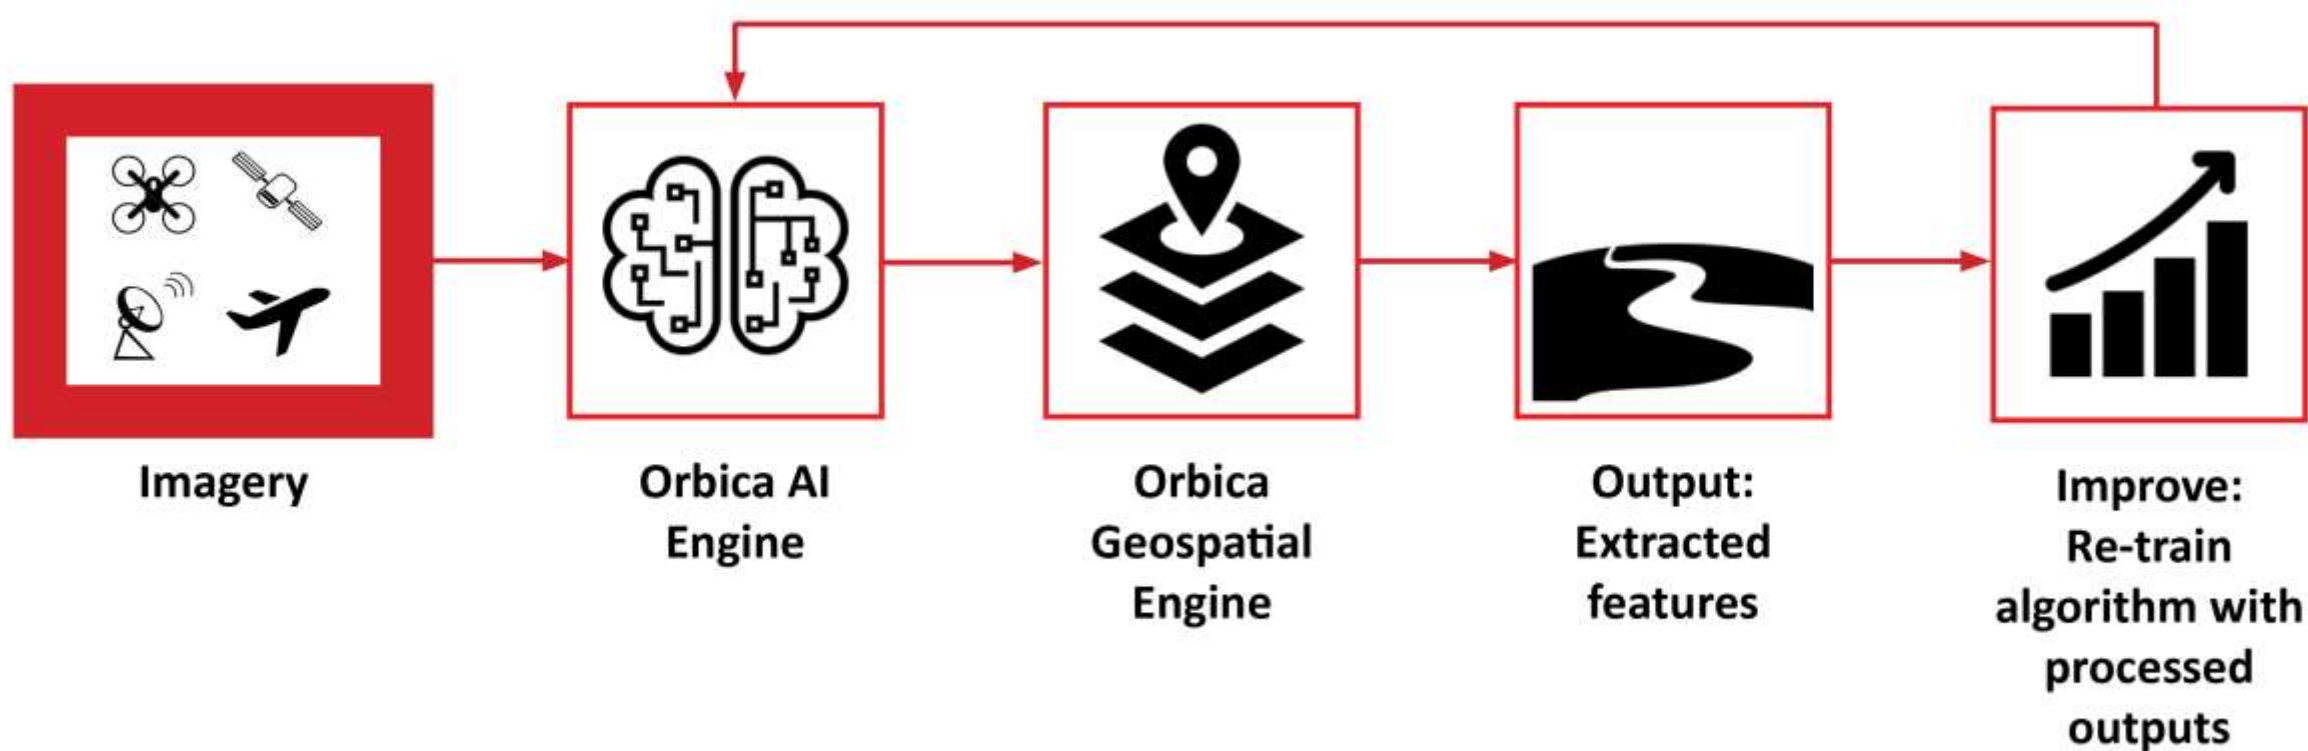 Imagery
Orbica AI
Engine
Orbica
Geospatial
Engine
Output:
Extracted
features
Improve:
Re-train
algorithm with
processed
outputs